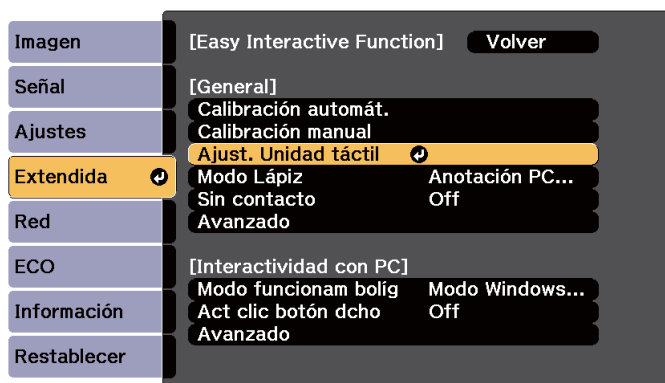 Imagen
Señal
Ajustes
Extendida
Red
ECO
Información
Restablecer
[Easy Interactive Function] Volver
[General]
Calibración automát.
Calibración manual
Ajust. Unidad táctil
Modo Lápiz Anotación PC...
Sin contacto Off
Avanzado
[Interactividad con PC]
Modo funcionam bolíg Modo Windows...
Act clic botón dcho Off
Avanzado